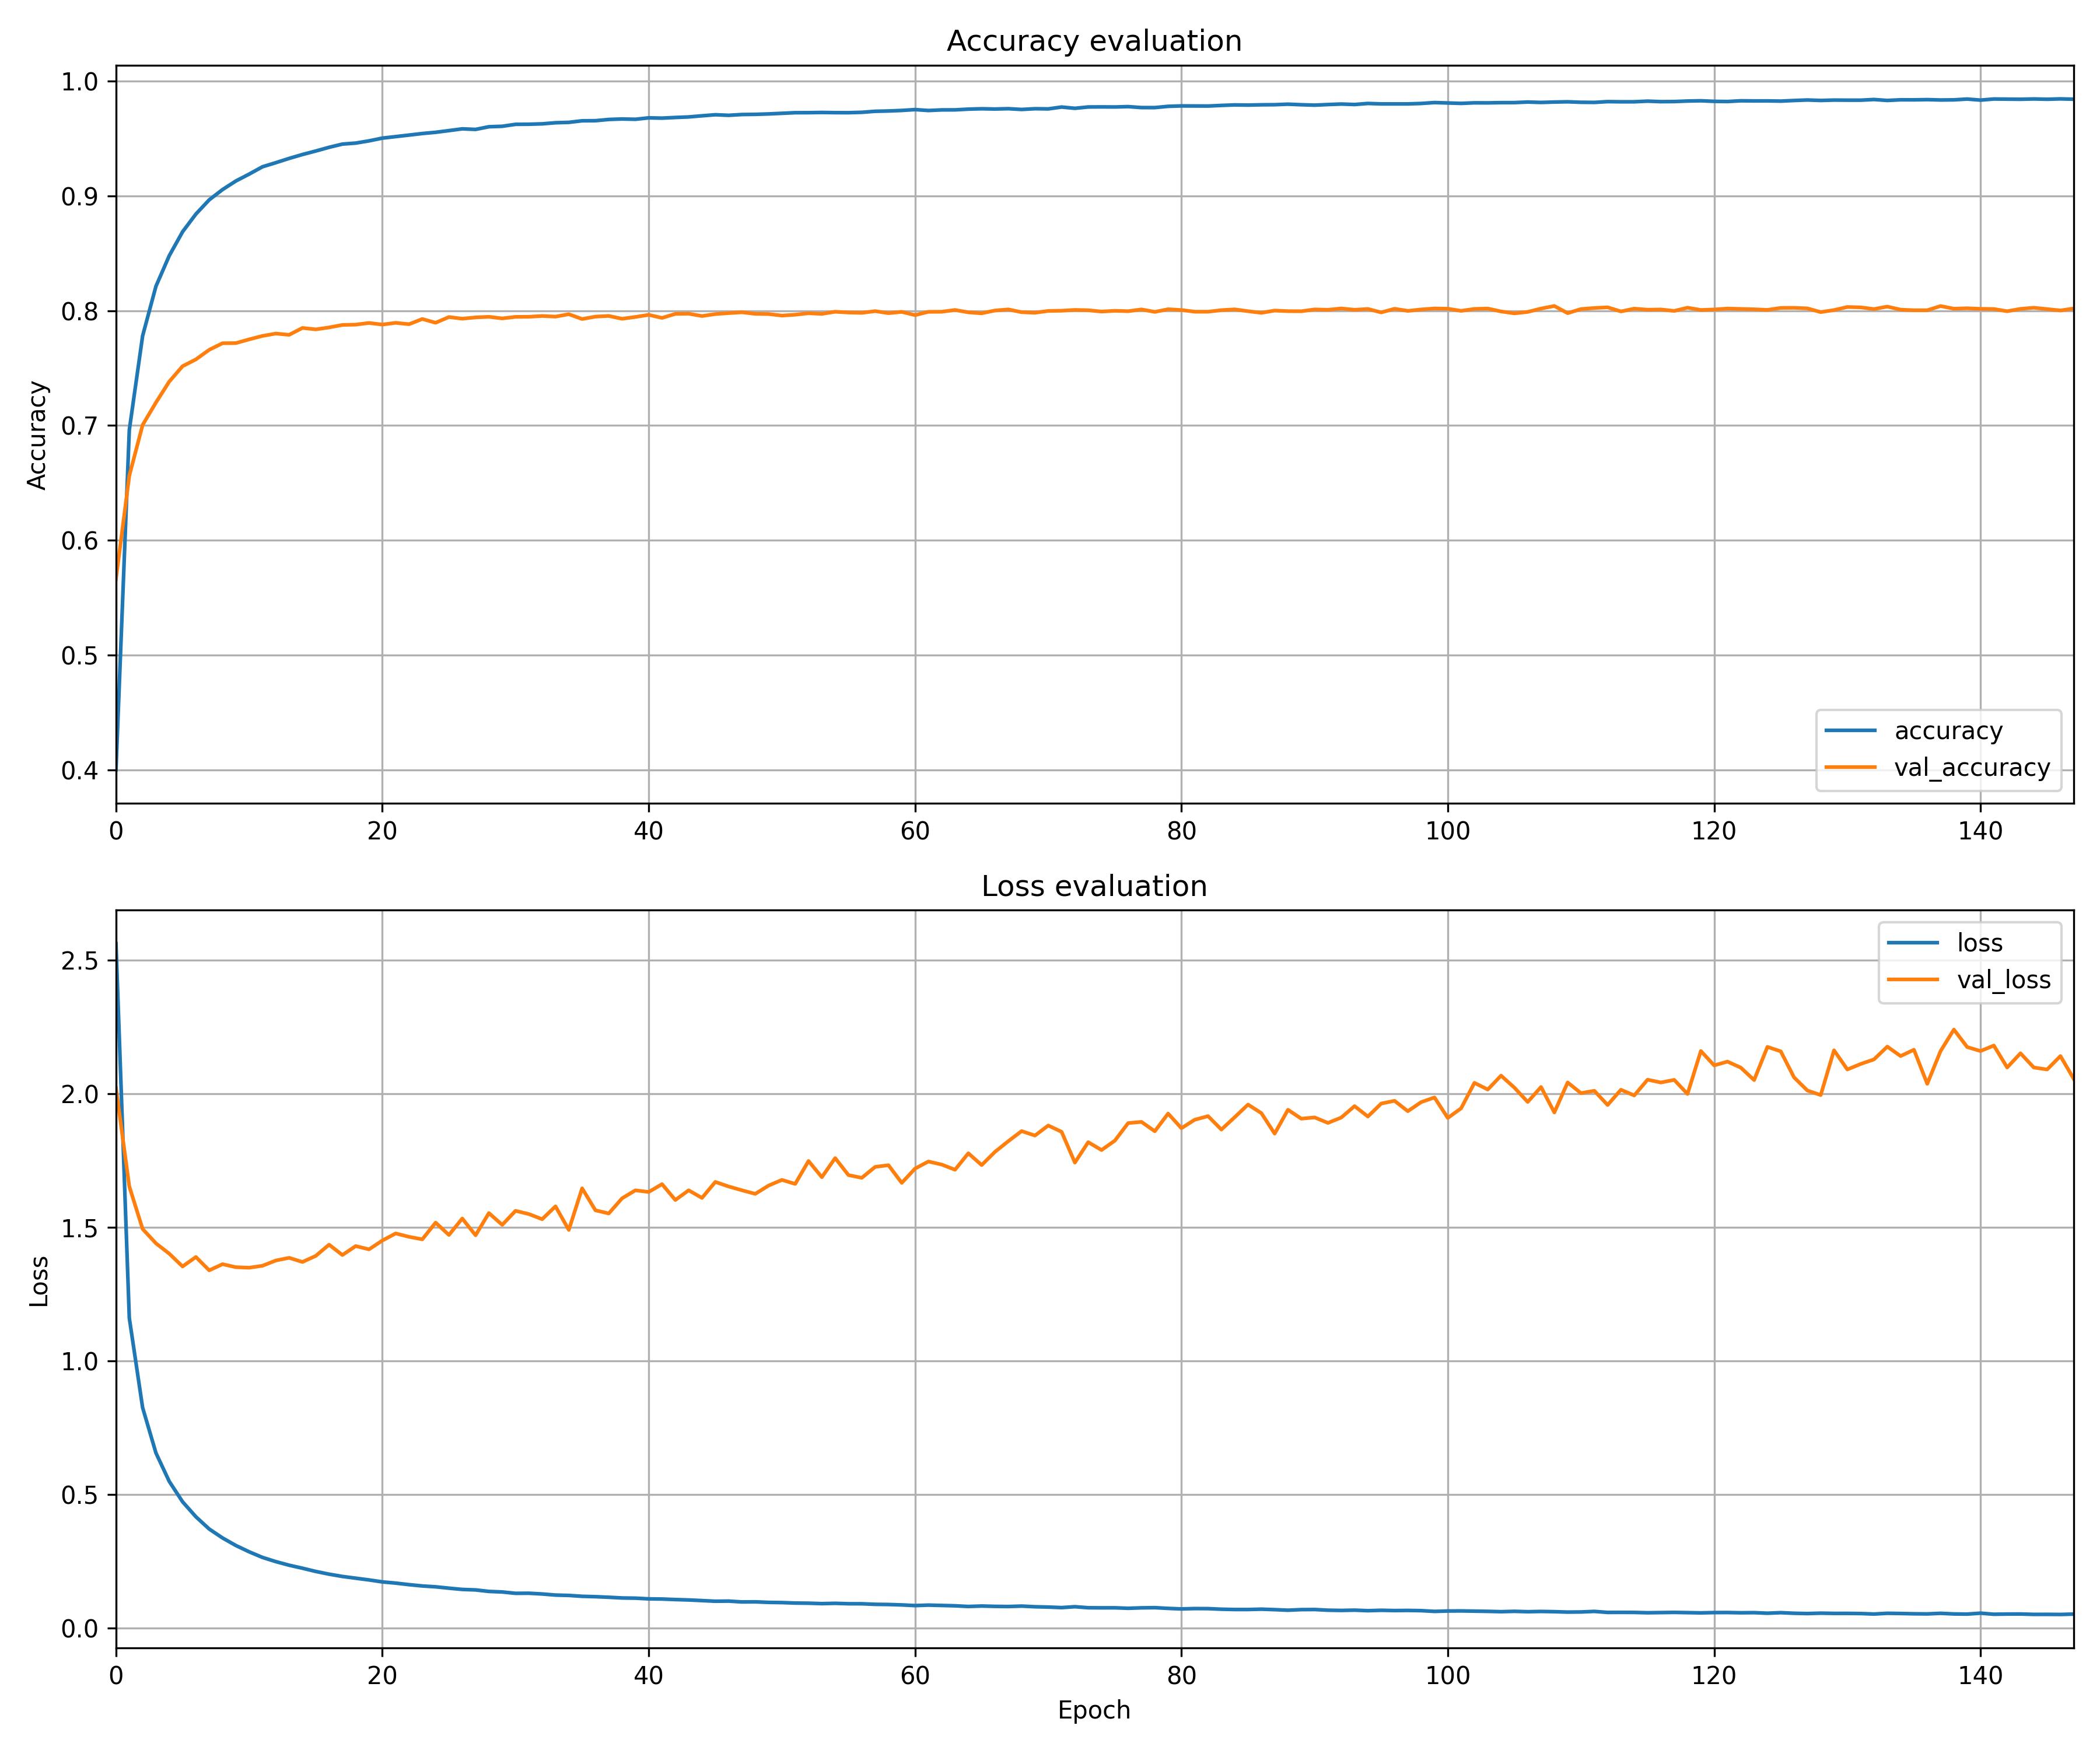 Accuracy evaluation
1.0
0.9
0.8
0.7
0.6
0.5
0.4
Accuracy
accuracy
val_accuracy
0 20 40 60 80 100 120 140
Loss evaluation
2.5
2.0
1.5
1.0
0.5
0.0
Loss
loss
val_loss
0 20 40 60 80 100 120 140
Epoch